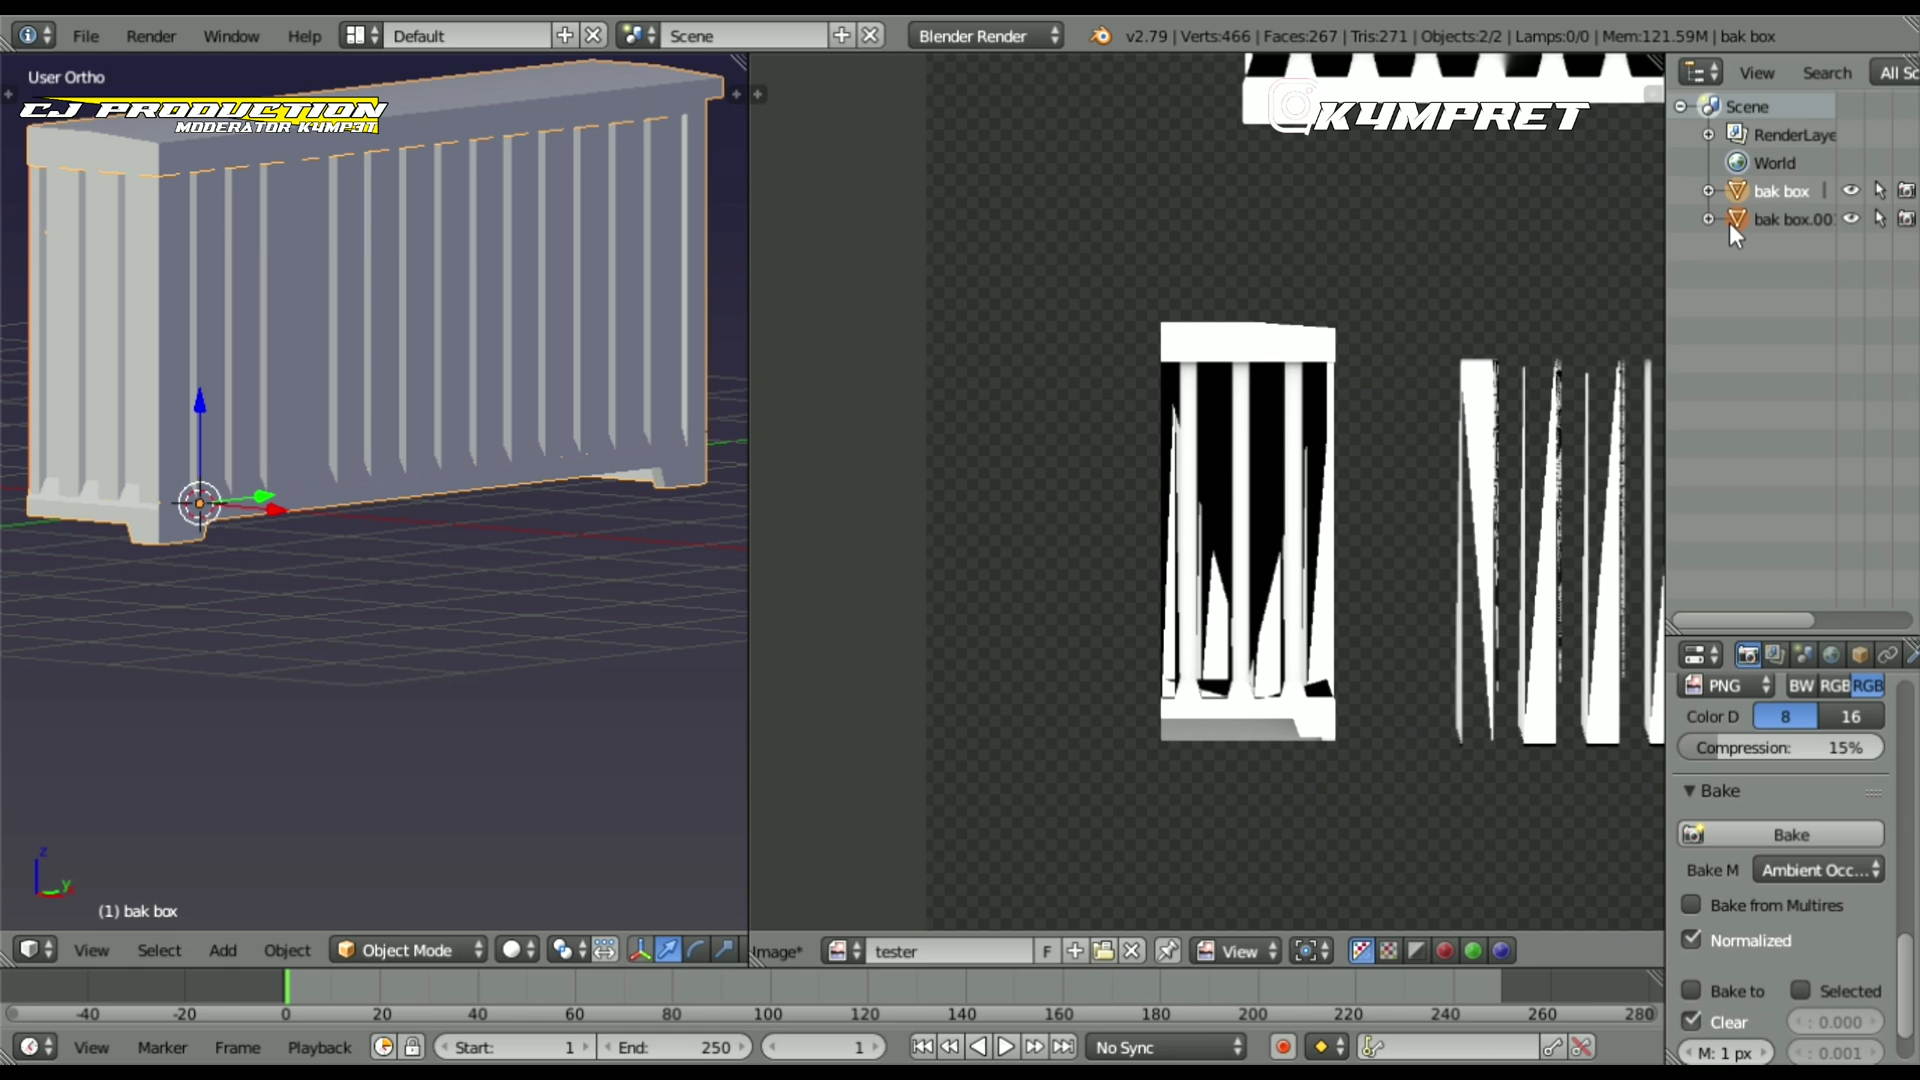 File Render Window Help Default Scene Blender Render v2.79 | Verts:466 | Faces:267 | Tris:271 | Objects:2/2 | Lamps:0/0 | Mem:121.59M | bak box
User Ortho
CJ PRODUCTION
MODERATOR K4MP3T
K4MPRET
View Search All Sc
Scene
RenderLaye
World
bak box
bak box.00
PNG BW RGB RGB
Color D 8 16
Compression: 15%
Bake
Bake
Bake M Ambient Occ...
Bake from Multires
Normalized
Bake to Selected
Clear : 0.000
M: 1 px : 0.001
z
y
(1) bak box
View Select Add Object Object Mode Image* tester F View
-40 -20 0 20 40 60 80 100 120 140 160 180 200 220 240 260 280
View Marker Frame Playback Start: 1 End: 250 1 No Sync